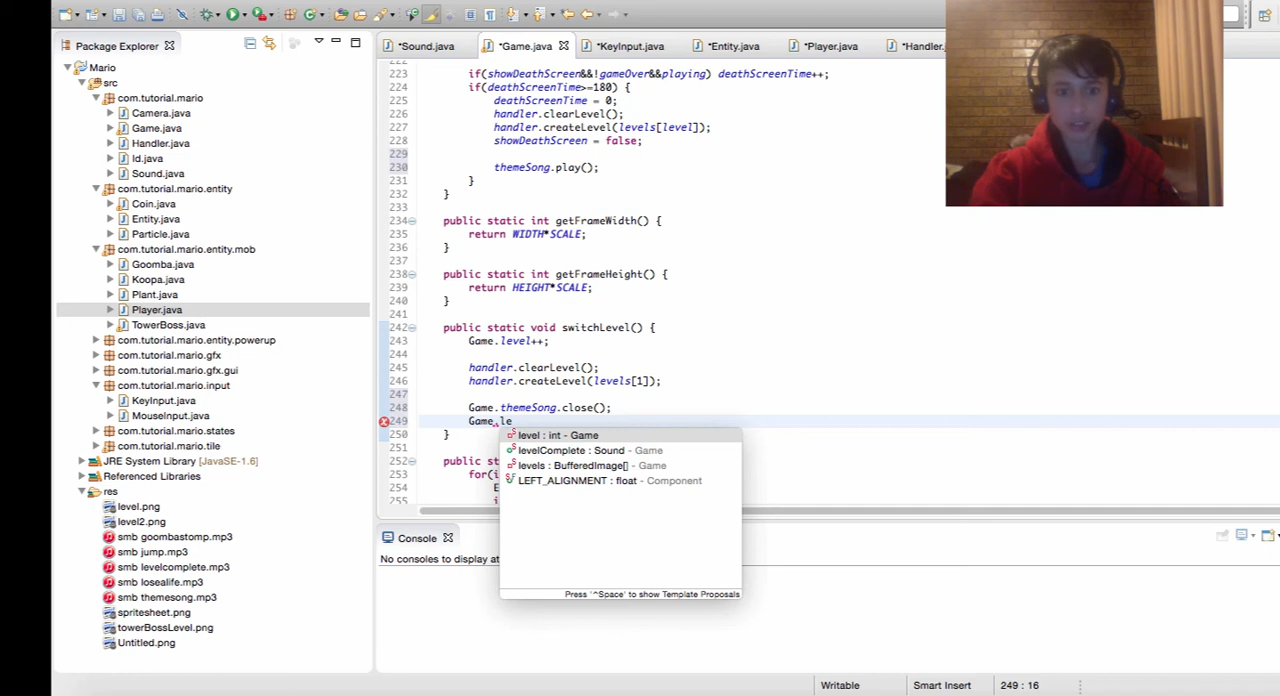 Package Explorer
Mario
src
com.tutorial.mario
Camera.java
Game.java
Handler.java
Id.java
Sound.java
com.tutorial.mario.entity
Coin.java
Entity.java
Particle.java
com.tutorial.mario.entity.mob
Goomba.java
Koopa.java
Plant.java
Player.java
TowerBoss.java
com.tutorial.mario.entity.powerup
com.tutorial.mario.gfx
com.tutorial.mario.gfx.gui
com.tutorial.mario.input
KeyInput.java
MouseInput.java
com.tutorial.mario.states
com.tutorial.mario.tile
JRE System Library [JavaSE-1.6]
Referenced Libraries
res
level.png
level2.png
smb goombastomp.mp3
smb jump.mp3
smb levelcomplete.mp3
smb losealife.mp3
smb themesong.mp3
spritesheet.png
towerBossLevel.png
Untitled.png
*Sound.java *Game.java *KeyInput.java *Entity.java *Player.java *Handler.
223 if(showDeathScreen&&!gameOver&&playing) deathScreenTime++;
224 if(deathScreenTime>=180) {
225 deathScreenTime = 0;
226 handler.clearLevel();
227 handler.createLevel(levels[level]);
228 showDeathScreen = false;
229
230 themeSong.play();
231 }
232 }
233
234 public static int getFrameWidth() {
235 return WIDTH*SCALE;
236 }
237
238 public static int getFrameHeight() {
239 return HEIGHT*SCALE;
240 }
241
242 public static void switchLevel() {
243 Game.level++;
244
245 handler.clearLevel();
246 handler.createLevel(levels[1]);
247
248 Game.themeSong.close();
249 Game.le
250 }
251
252 public st
253 for(i
254 E
255 i
level : int - Game
levelComplete : Sound - Game
levels : BufferedImage[] - Game
LEFT_ALIGNMENT : float - Component
Press '^Space' to show Template Proposals
Console
No consoles to display at
Writable Smart Insert 249 : 16